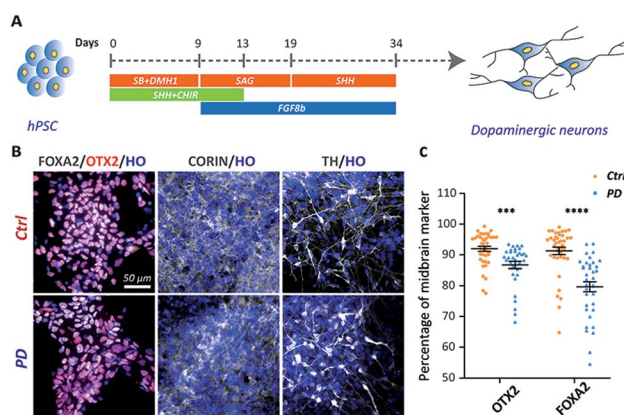 A
Days 0 9 13 19 34
SB+DMH1 SAG SHH
SHH+CHIR
FGF8b
hPSC
Dopaminergic neurons
B
FOXA2/OTX2/HO CORIN/HO TH/HO
Ctrl
50 µm
PD
C
Ctrl
PD
*** ****
Percentage of midbrain marker
110
100
90
80
70
60
50
OTX2 FOXA2